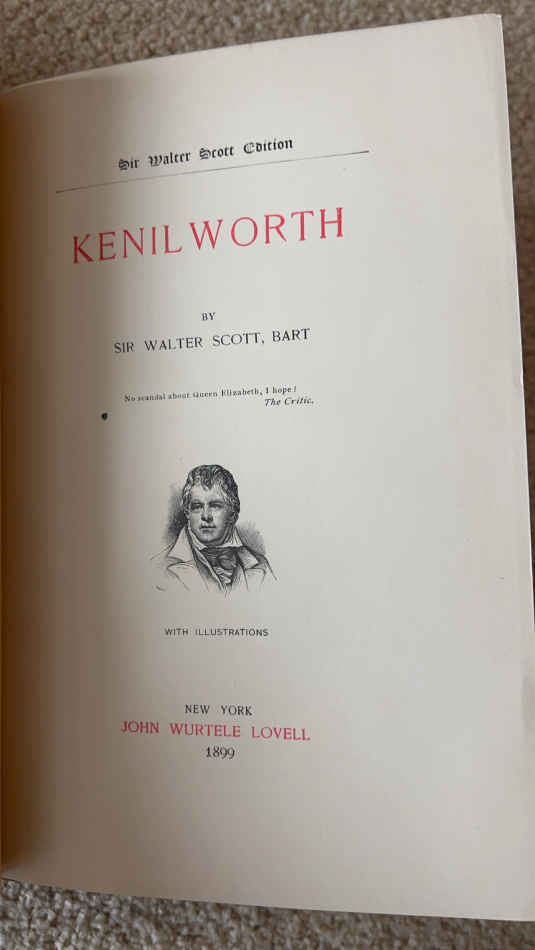 Sir Walter Scott Edition
KENILWORTH
BY
SIR WALTER SCOTT, BART
No scandal about Queen Elizabeth, I hope!
The Critic.
WITH ILLUSTRATIONS
NEW YORK
JOHN WURTELE LOVELL
1899